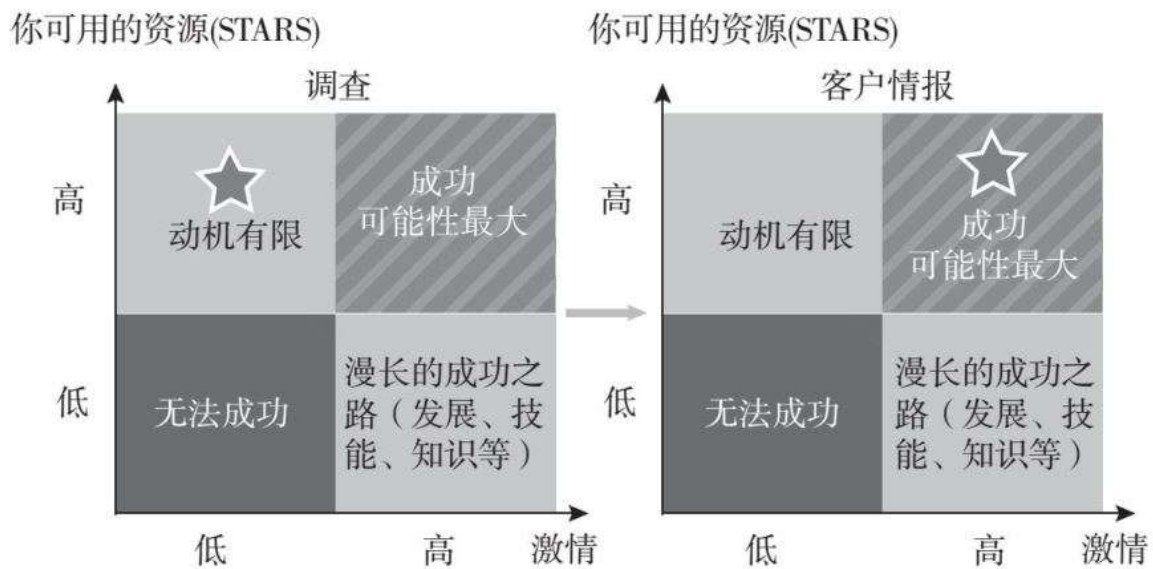 你可用的资源(STARS)
调查
高
动机有限
成功
可能性最大
低
无法成功
漫长的成功之
路（发展、技
能、知识等）
低
高
激情
你可用的资源(STARS)
客户情报
高
动机有限
成功
可能性最大
低
无法成功
漫长的成功之
路（发展、技
能、知识等）
低
高
激情